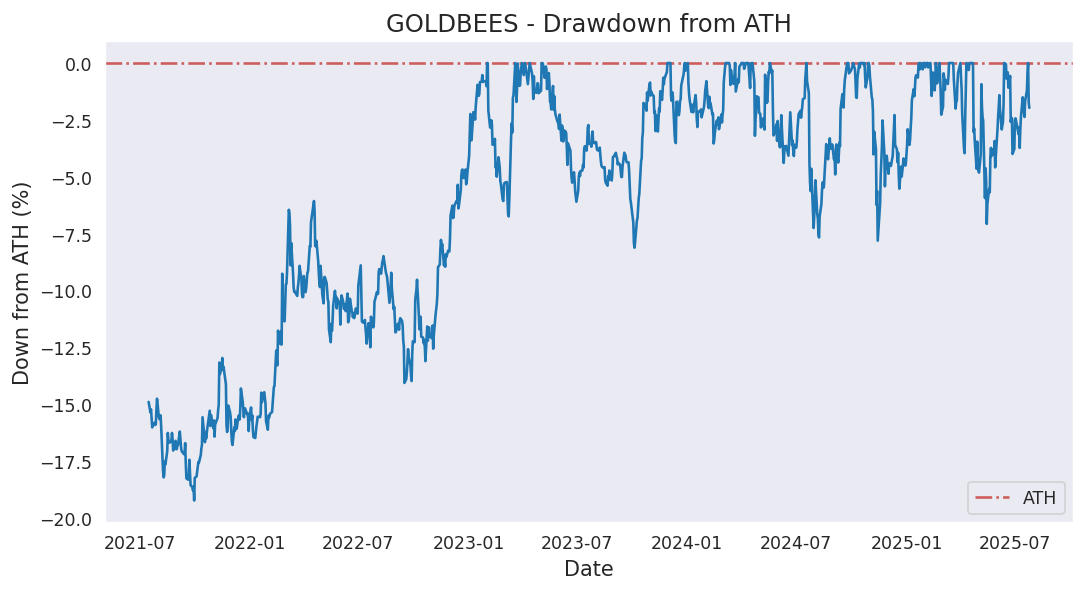 GOLDBEES - Drawdown from ATH
Down from ATH (%)
0.0
−2.5
−5.0
−7.5
−10.0
−12.5
−15.0
−17.5
−20.0
ATH
2021-07 2022-01 2022-07 2023-01 2023-07 2024-01 2024-07 2025-01 2025-07
Date